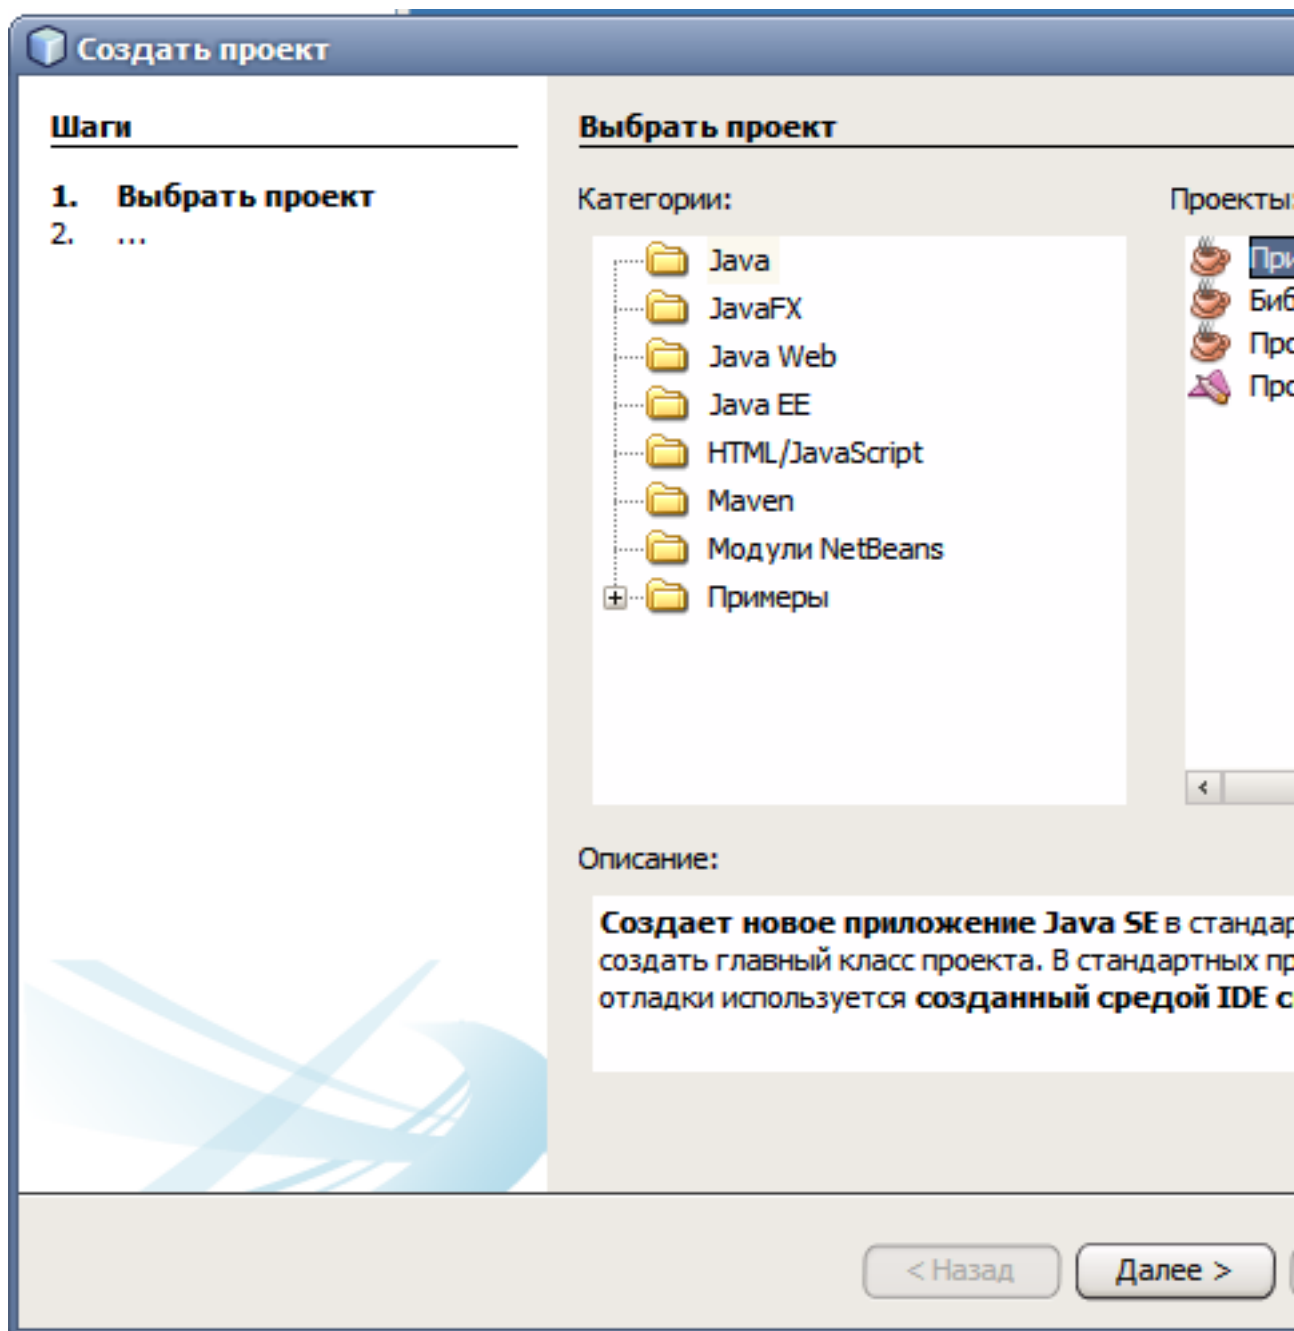 Создать проект
Шаги
1. Выбрать проект
2. ...
Выбрать проект
Категории:
Java
JavaFX
Java Web
Java EE
HTML/JavaScript
Maven
Модули NetBeans
Примеры
Проекты:
Описание:
Создает новое приложение Java SE в
создать главный класс проекта. В стандартных
отладки используется созданный средой IDE
< Назад
Далее >